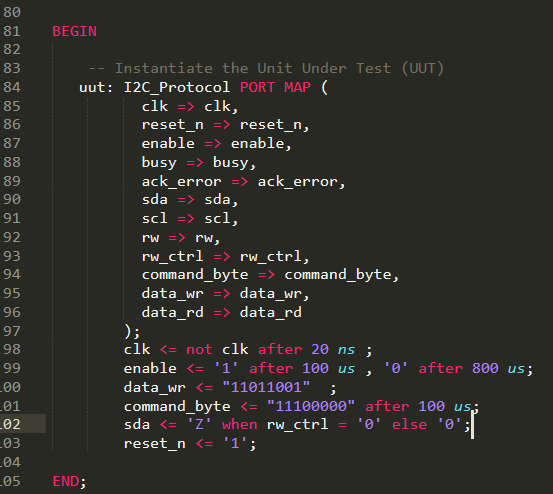 80
81 BEGIN
82
83 -- Instantiate the Unit Under Test (UUT)
84 uut: I2C_Protocol PORT MAP (
85 clk => clk,
86 reset_n => reset_n,
87 enable => enable,
88 busy => busy,
89 ack_error => ack_error,
90 sda => sda,
91 scl => scl,
92 rw => rw,
93 rw_ctrl => rw_ctrl,
94 command_byte => command_byte,
95 data_wr => data_wr,
96 data_rd => data_rd
97 );
98 clk <= not clk after 20 ns ;
99 enable <= '1' after 100 us , '0' after 800 us;
100 data_wr <= "11011001" ;
101 command_byte <= "11100000" after 100 us;
102 sda <= 'Z' when rw_ctrl = '0' else '0';
103 reset_n <= '1';
104
105 END;